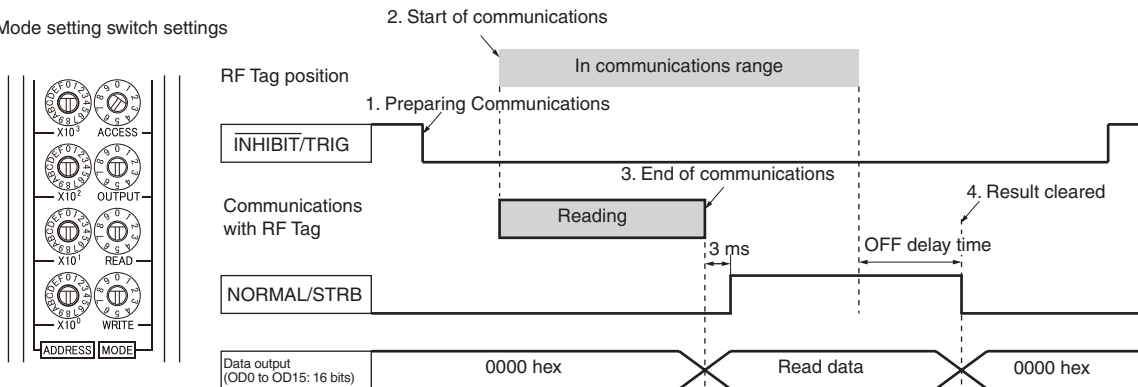 Mode setting switch settings
X10³ ACCESS
X10² OUTPUT
X10¹ READ
X10⁰ WRITE
ADDRESS MODE
2. Start of communications
RF Tag position
In communications range
1. Preparing Communications
INHIBIT/TRIG
3. End of communications
4. Result cleared
Communications
with RF Tag
Reading
3 ms
OFF delay time
NORMAL/STRB
Data output
(OD0 to OD15: 16 bits)
0000 hex
Read data
0000 hex